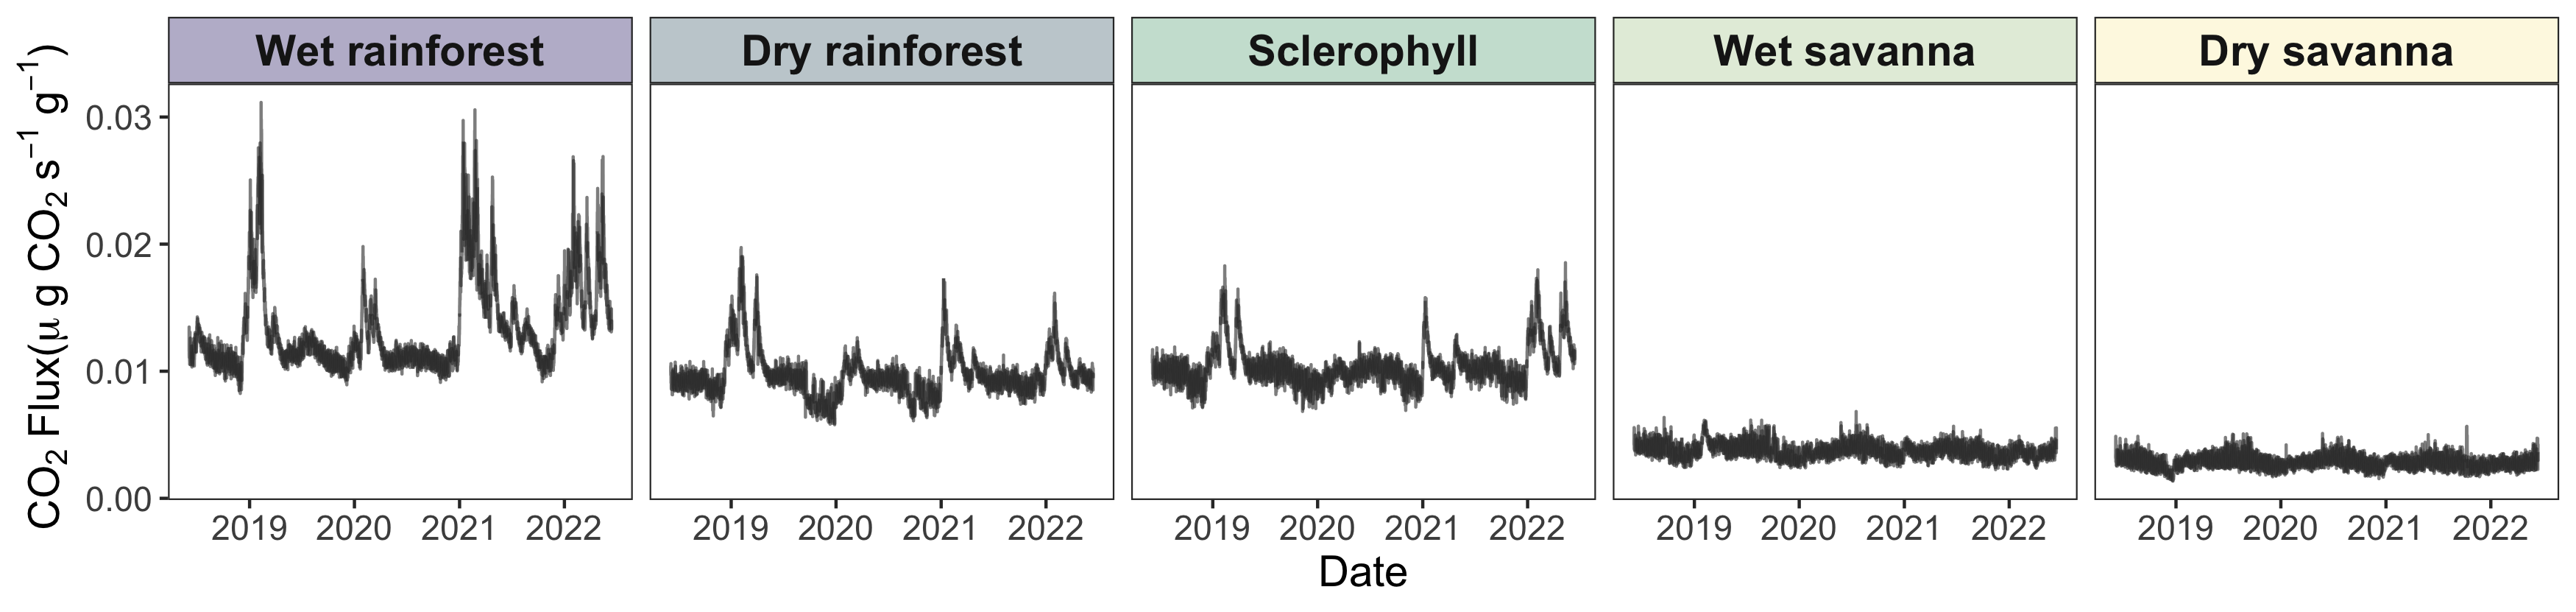 Wet rainforest Dry rainforest Sclerophyll Wet savanna Dry savanna
CO₂ Flux(μ g CO₂ s⁻¹ g⁻¹)
0.03
0.02
0.01
0.00
2019 2020 2021 2022 2019 2020 2021 2022 2019 2020 2021 2022 2019 2020 2021 2022 2019 2020 2021 2022
Date